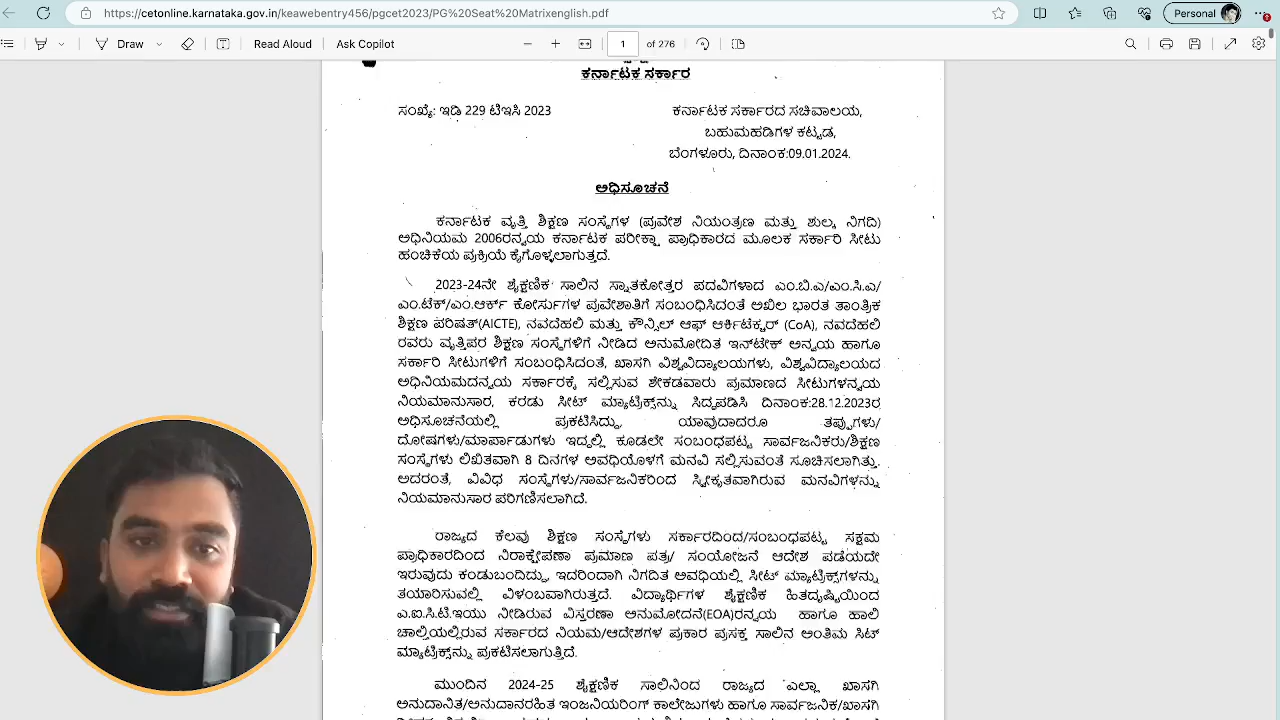 https://cetonline.karnataka.gov.in/keawebentry456/pgcet2023/PG%20Seat%20Matrixenglish.pdf
Personal
Draw
Read Aloud
Ask Copilot
1 of 276
ಕರ್ನಾಟಕ ಸರ್ಕಾರ
ಸಂಖ್ಯೆ: ಇಡಿ 229 ಟಿಇಸಿ 2023
ಕರ್ನಾಟಕ ಸರ್ಕಾರದ ಸಚಿವಾಲಯ,
ಬಹುಮಹಡಿಗಳ ಕಟ್ಟಡ,
ಬೆಂಗಳೂರು, ದಿನಾಂಕ:09.01.2024.
ಅಧಿಸೂಚನೆ
ಕರ್ನಾಟಕ ವೃತ್ತಿ ಶಿಕ್ಷಣ ಸಂಸ್ಥೆಗಳ (ಪ್ರವೇಶ ನಿಯಂತ್ರಣ ಮತ್ತು ಶುಲ್ಕ ನಿಗದಿ)
ಅಧಿನಿಯಮ 2006ರನ್ವಯ ಕರ್ನಾಟಕ ಪರೀಕ್ಷಾ ಪ್ರಾಧಿಕಾರದ ಮೂಲಕ ಸರ್ಕಾರಿ ಸೀಟು
ಹಂಚಿಕೆಯ ಪ್ರಕ್ರಿಯೆ ಕೈಗೊಳ್ಳಲಾಗುತ್ತದೆ.
2023-24ನೇ ಶೈಕ್ಷಣಿಕ ಸಾಲಿನ ಸ್ನಾತಕೋತ್ತರ ಪದವಿಗಳಾದ ಎಂ.ಬಿ.ಎ/ಎಂ.ಸಿ.ಎ/
ಎಂ.ಟೆಕ್/ಎಂ.ಆರ್ಕ್ ಕೋರ್ಸುಗಳ ಪ್ರವೇಶಾತಿಗೆ ಸಂಬಂಧಿಸಿದಂತೆ ಅಖಿಲ ಭಾರತ ತಾಂತ್ರಿಕ
ಶಿಕ್ಷಣ ಪರಿಷತ್(AICTE), ನವದೆಹಲಿ ಮತ್ತು ಕೌನ್ಸಿಲ್ ಆಫ್ ಆರ್ಕಿಟೆಕ್ಚರ್ (CoA), ನವದೆಹಲಿ
ರವರು ವೃತ್ತಿಪರ ಶಿಕ್ಷಣ ಸಂಸ್ಥೆಗಳಿಗೆ ನೀಡಿದ ಅನುಮೋದಿತ ಇನ್‌ಟೇಕ್ ಅನ್ವಯ ಹಾಗೂ
ಸರ್ಕಾರಿ ಸೀಟುಗಳಿಗೆ ಸಂಬಂಧಿಸಿದಂತೆ, ಖಾಸಗಿ ವಿಶ್ವವಿದ್ಯಾಲಯಗಳು, ವಿಶ್ವವಿದ್ಯಾಲಯದ
ಅಧಿನಿಯಮದನ್ವಯ ಸರ್ಕಾರಕ್ಕೆ ಸಲ್ಲಿಸುವ ಶೇಕಡವಾರು ಪ್ರಮಾಣದ ಸೀಟುಗಳನ್ವಯ
ನಿಯಮಾನುಸಾರ, ಕರಡು ಸೀಟ್ ಮ್ಯಾಟ್ರಿಕ್ಸ್‌ನ್ನು ಸಿದ್ಧಪಡಿಸಿ ದಿನಾಂಕ:28.12.2023ರ
ಅಧಿಸೂಚನೆಯಲ್ಲಿ ಪ್ರಕಟಿಸಿದ್ದು, ಯಾವುದಾದರೂ ತಪ್ಪುಗಳು/
ದೋಷಗಳು/ಮಾರ್ಪಾಡುಗಳು ಇದ್ದಲ್ಲಿ ಕೂಡಲೇ ಸಂಬಂಧಪಟ್ಟ ಸಾರ್ವಜನಿಕರು/ಶಿಕ್ಷಣ
ಸಂಸ್ಥೆಗಳು ಲಿಖಿತವಾಗಿ 8 ದಿನಗಳ ಅವಧಿಯೊಳಗೆ ಮನವಿ ಸಲ್ಲಿಸುವಂತೆ ಸೂಚಿಸಲಾಗಿತ್ತು.
ಅದರಂತೆ, ವಿವಿಧ ಸಂಸ್ಥೆಗಳು/ಸಾರ್ವಜನಿಕರಿಂದ ಸ್ವೀಕೃತವಾಗಿರುವ ಮನವಿಗಳನ್ನು
ನಿಯಮಾನುಸಾರ ಪರಿಗಣಿಸಲಾಗಿದೆ.
ರಾಜ್ಯದ ಕೆಲವು ಶಿಕ್ಷಣ ಸಂಸ್ಥೆಗಳು ಸರ್ಕಾರದಿಂದ/ಸಂಬಂಧಪಟ್ಟ ಸಕ್ಷಮ
ಪ್ರಾಧಿಕಾರದಿಂದ ನಿರಾಕ್ಷೇಪಣಾ ಪ್ರಮಾಣ ಪತ್ರ/ ಸಂಯೋಜನೆ ಆದೇಶ ಪಡೆಯದೇ
ಇರುವುದು ಕಂಡುಬಂದಿದ್ದು, ಇದರಿಂದಾಗಿ ನಿಗದಿತ ಅವಧಿಯಲ್ಲಿ ಸೀಟ್ ಮ್ಯಾಟ್ರಿಕ್ಸ್‌ಗಳನ್ನು
ತಯಾರಿಸುವಲ್ಲಿ ವಿಳಂಬವಾಗಿರುತ್ತದೆ. ವಿದ್ಯಾರ್ಥಿಗಳ ಶೈಕ್ಷಣಿಕ ಹಿತದೃಷ್ಟಿಯಿಂದ
ಎ.ಐ.ಸಿ.ಟಿ.ಇಯು ನೀಡಿರುವ ವಿಸ್ತರಣಾ ಅನುಮೋದನೆ(EOA)ರನ್ವಯ ಹಾಗೂ ಹಾಲಿ
ಚಾಲ್ತಿಯಲ್ಲಿರುವ ಸರ್ಕಾರದ ನಿಯಮ/ಆದೇಶಗಳ ಪ್ರಕಾರ ಪ್ರಸಕ್ತ ಸಾಲಿನ ಅಂತಿಮ ಸೀಟ್
ಮ್ಯಾಟ್ರಿಕ್ಸ್‌ನ್ನು ಪ್ರಕಟಿಸಲಾಗುತ್ತಿದೆ.
ಮುಂದಿನ 2024-25 ಶೈಕ್ಷಣಿಕ ಸಾಲಿನಿಂದ ರಾಜ್ಯದ ಎಲ್ಲಾ ಖಾಸಗಿ
ಅನುದಾನಿತ/ಅನುದಾನರಹಿತ ಇಂಜನಿಯರಿಂಗ್ ಕಾಲೇಜುಗಳು ಹಾಗೂ ಸಾರ್ವಜನಿಕ/ಖಾಸಗಿ